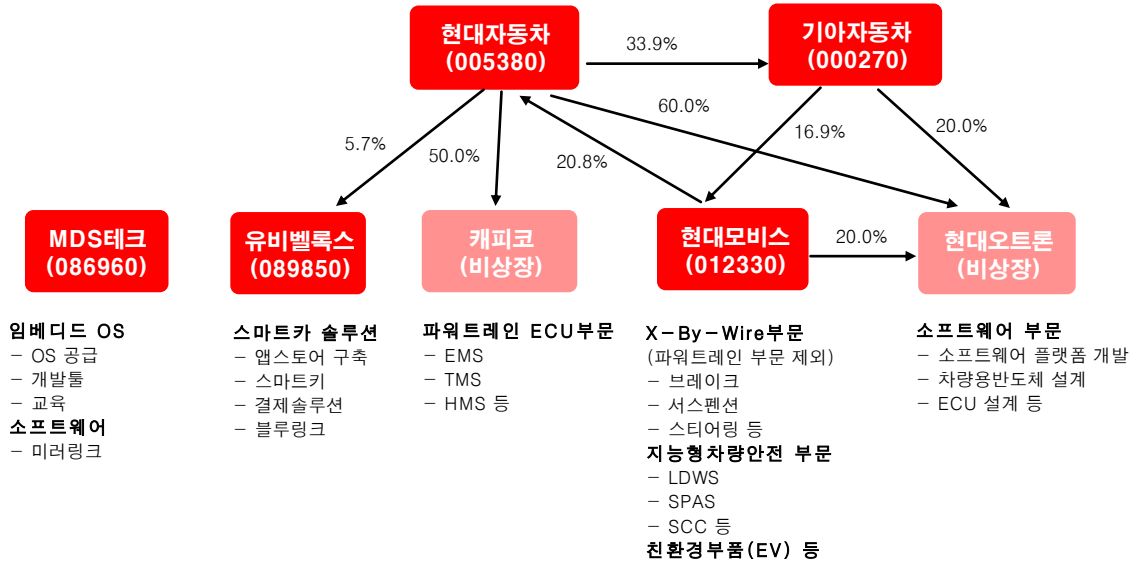 현대자동차
(005380)
33.9%
기아자동차
(000270)
5.7%
50.0%
20.8%
60.0%
16.9%
20.0%
MDS테크
(086960)
유비벨록스
(089850)
캐피코
(비상장)
현대모비스
(012330)
20.0%
현대오트론
(비상장)
임베디드 OS
– OS 공급
– 개발툴
– 교육
소프트웨어
– 미러링크
스마트카 솔루션
– 앱스토어 구축
– 스마트키
– 결제솔루션
– 블루링크
파워트레인 ECU부문
– EMS
– TMS
– HMS 등
X–By–Wire부문
(파워트레인 부문 제외)
– 브레이크
– 서스펜션
– 스티어링 등
지능형차량안전 부문
– LDWS
– SPAS
– SCC 등
친환경부품(EV) 등
소프트웨어 부문
– 소프트웨어 플랫폼 개발
– 차량용반도체 설계
– ECU 설계 등